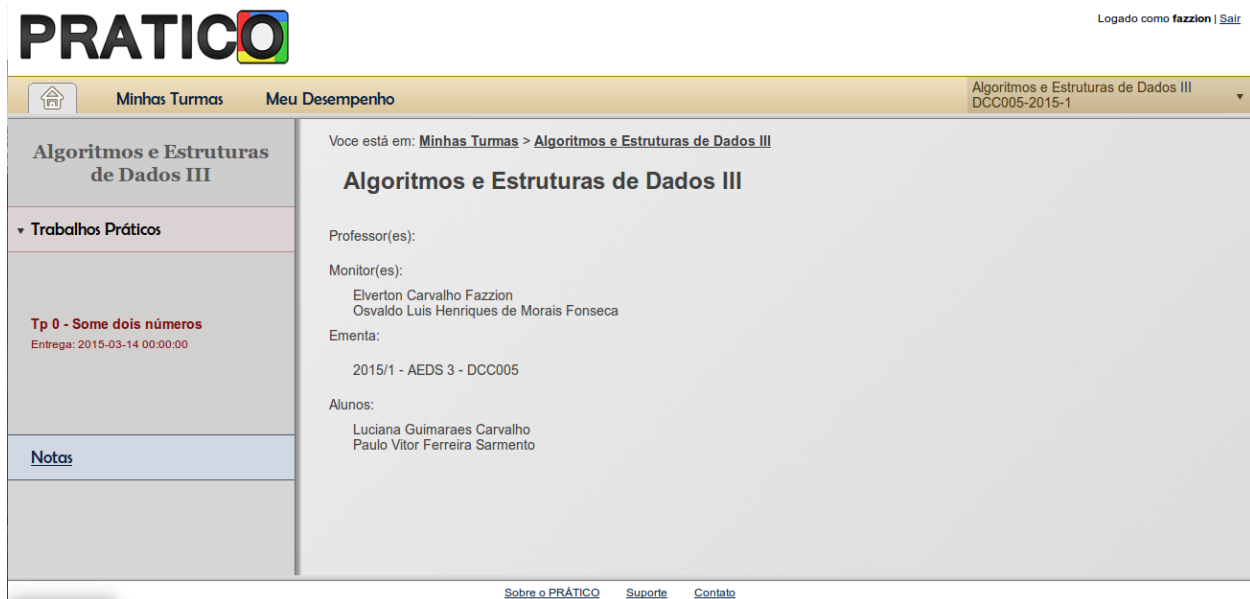 PRATICO
Logado como fazzion | Sair
Minhas Turmas
Meu Desempenho
Algoritmos e Estruturas de Dados III
DCC005-2015-1
Algoritmos e Estruturas
de Dados III
Trabalhos Práticos
Tp 0 - Some dois números
Entrega: 2015-03-14 00:00:00
Notas
Voce está em: Minhas Turmas > Algoritmos e Estruturas de Dados III
Algoritmos e Estruturas de Dados III
Professor(es):
Monitor(es):
Elverton Carvalho Fazzion
Osvaldo Luis Henriques de Morais Fonseca
Ementa:
2015/1 - AEDS 3 - DCC005
Alunos:
Luciana Guimaraes Carvalho
Paulo Vitor Ferreira Sarmento
Sobre o PRÁTICO
Suporte
Contato